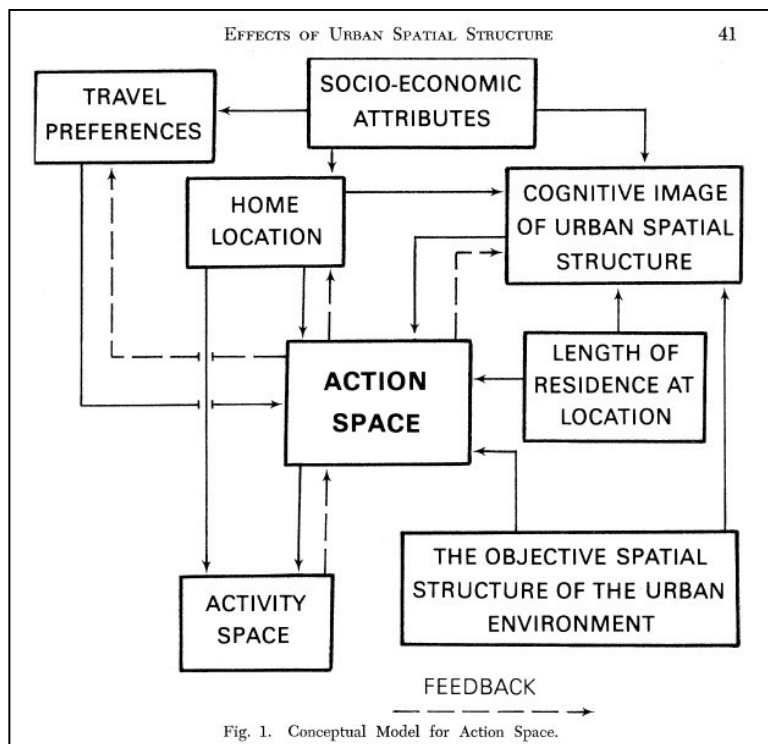 EFFECTS OF URBAN SPATIAL STRUCTURE 41
SOCIO-ECONOMIC
ATTRIBUTES
TRAVEL
PREFERENCES
HOME
LOCATION
COGNITIVE IMAGE
OF URBAN SPATIAL
STRUCTURE
ACTION
SPACE
LENGTH OF
RESIDENCE AT
LOCATION
THE OBJECTIVE SPATIAL
STRUCTURE OF THE URBAN
ENVIRONMENT
ACTIVITY
SPACE
FEEDBACK
Fig. 1. Conceptual Model for Action Space.